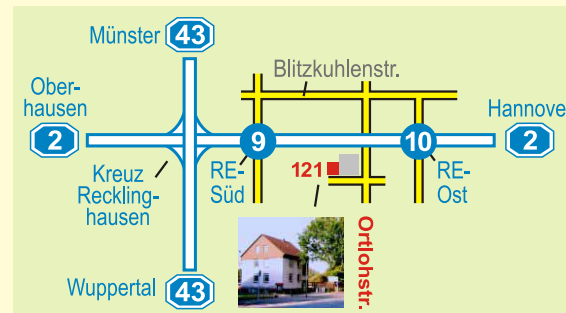 Münster 43
Blitzkuhlenstr.
Ober-
hausen
2
Hannove
2
9
10
Kreuz
Reckling-
hausen
RE-
Süd
121
RE-
Ost
Ortlohstr.
Wuppertal 43